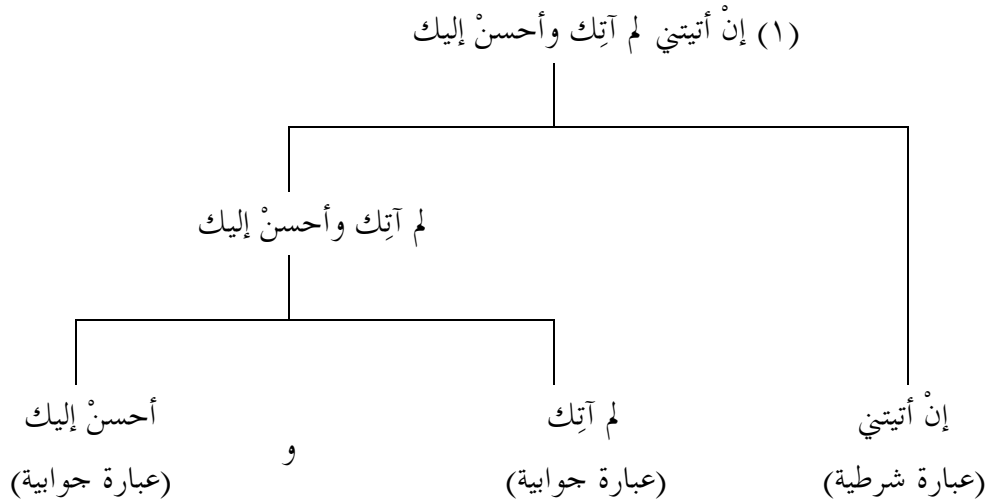 (١) إنْ أتيتني لم آتِك وأحسنْ إليك
لم آتِك وأحسنْ إليك
إنْ أتيتني
لم آتِك
أحسنْ إليك
و
(عبارة شرطية)
(عبارة جوابية)
(عبارة جوابية)